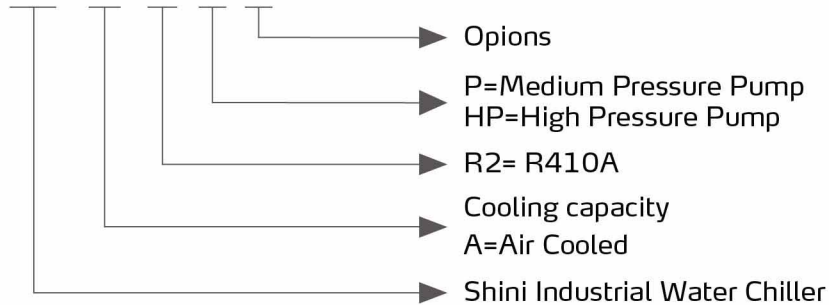 Opions
P=Medium Pressure Pump
HP=High Pressure Pump
R2= R410A
Cooling capacity
A=Air Cooled
Shini Industrial Water Chiller